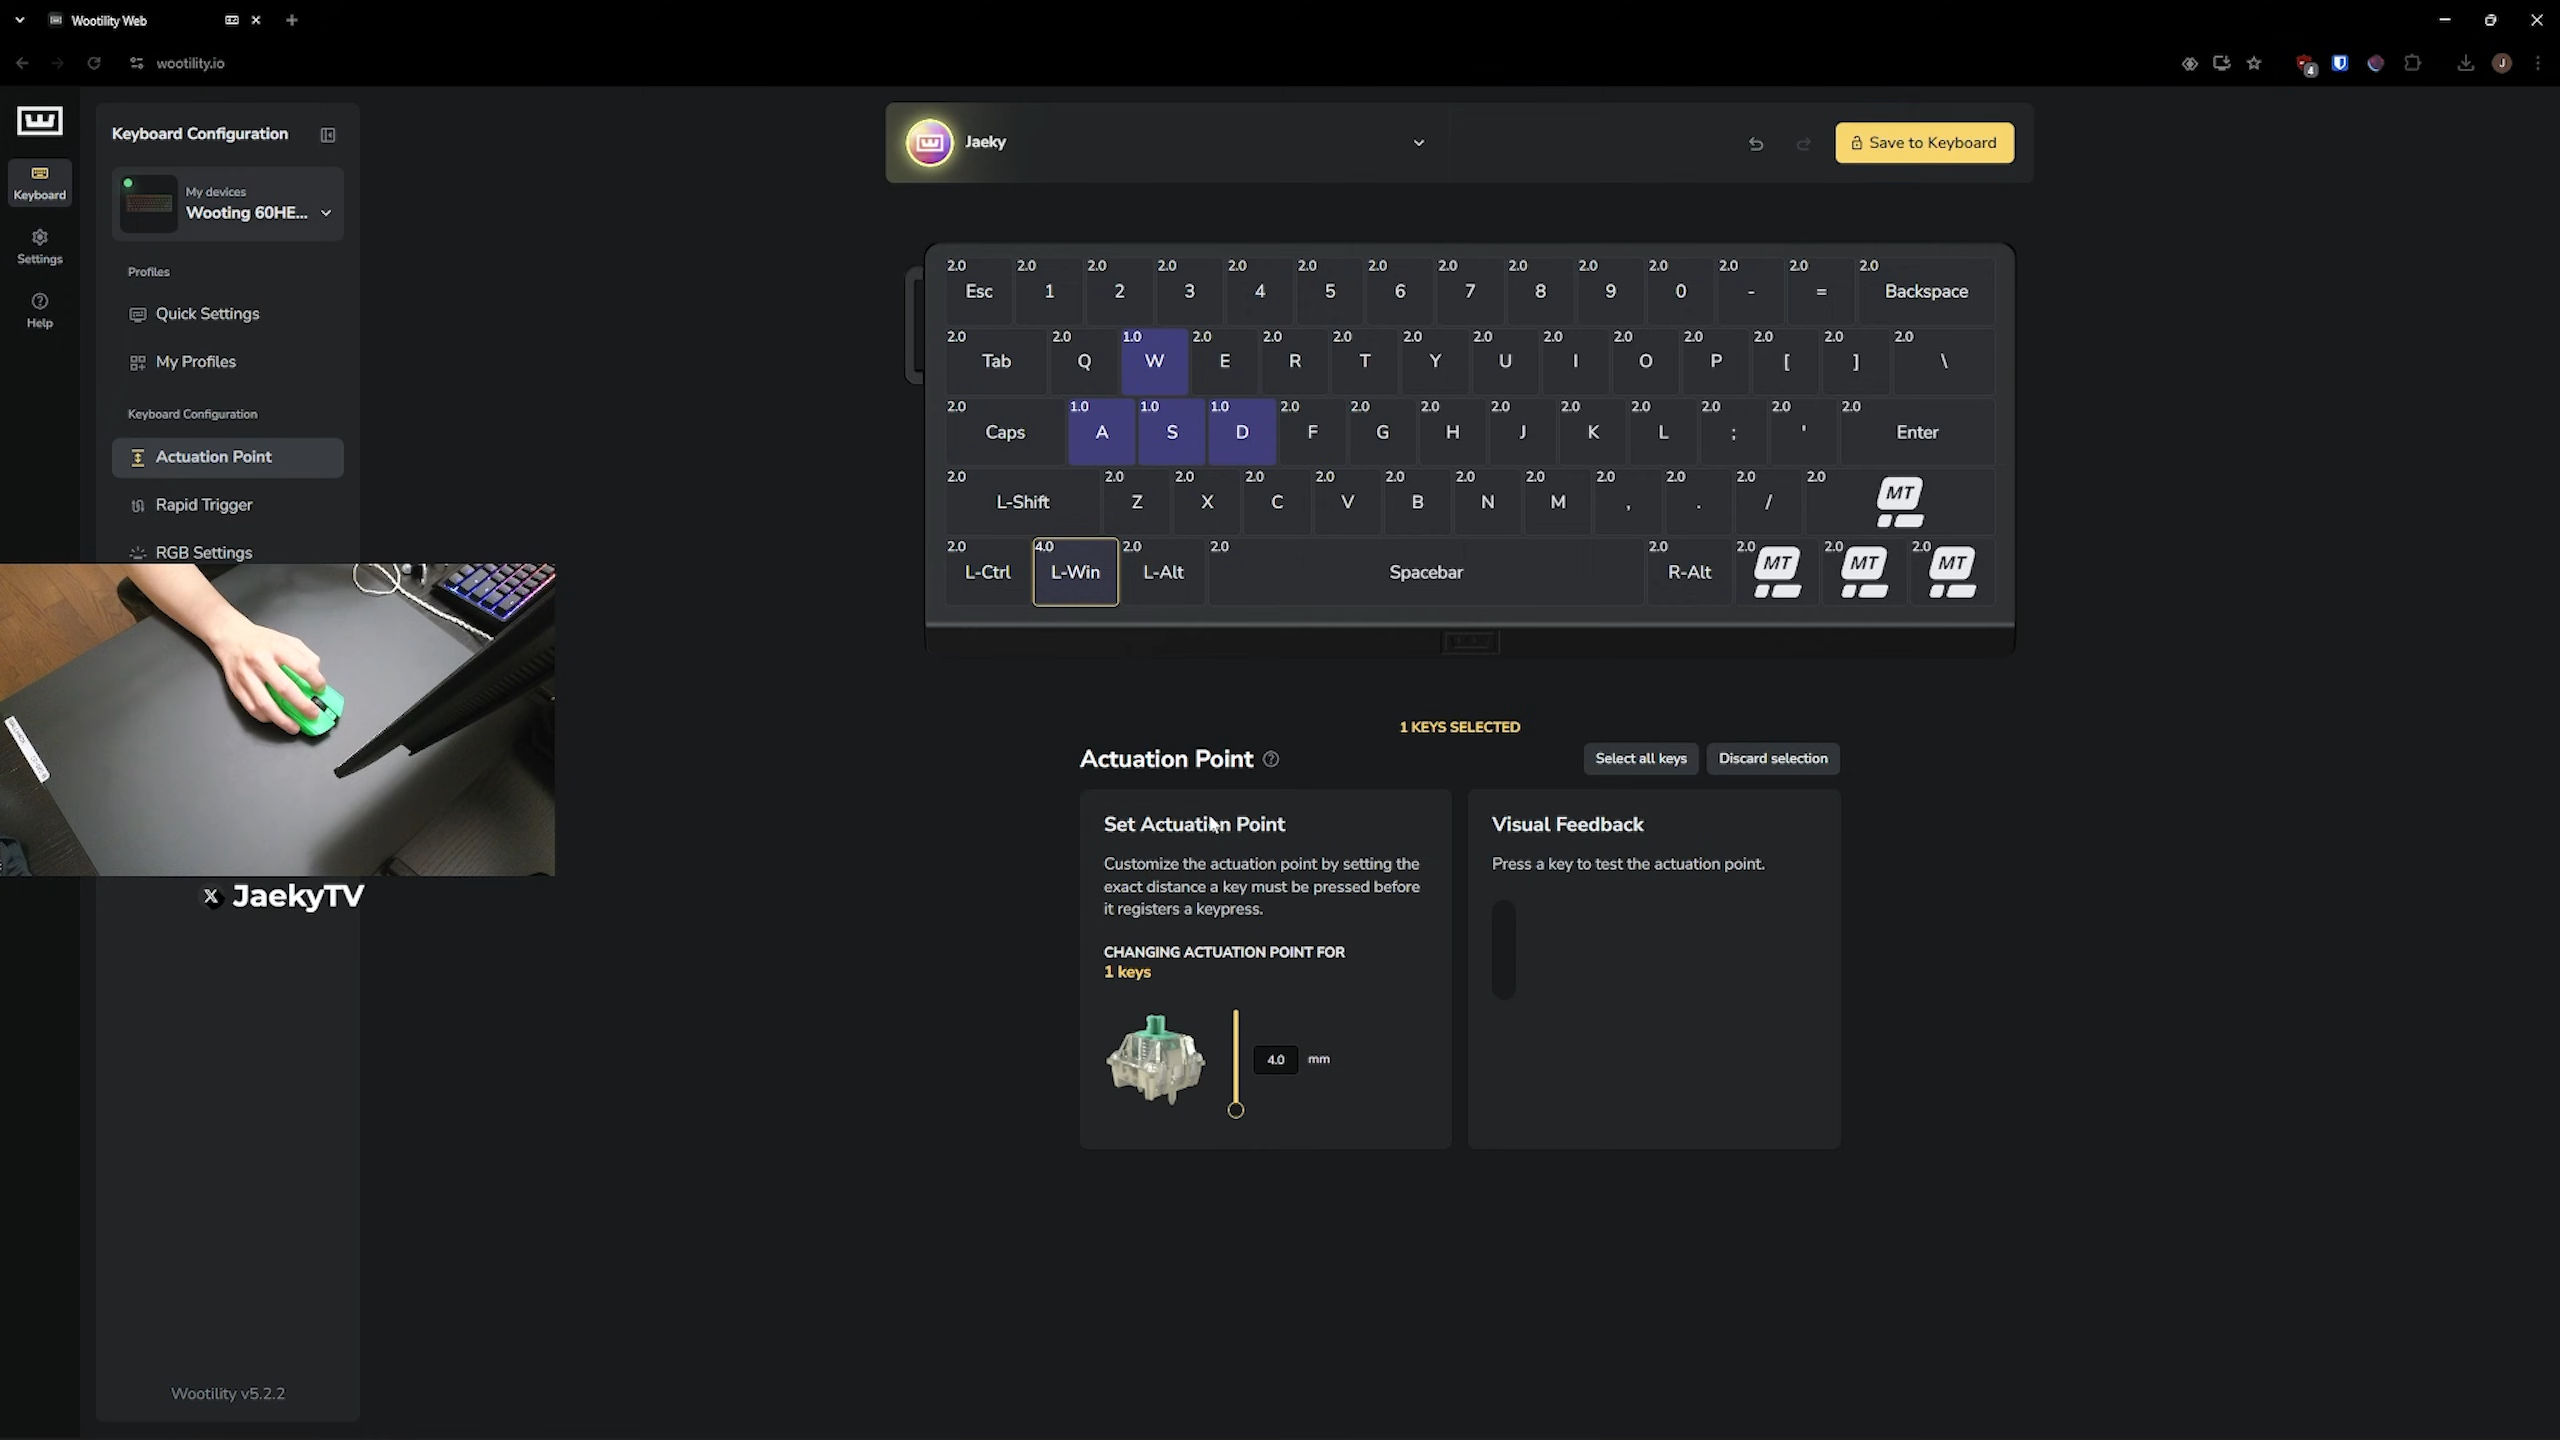 Wootility Web
wootility.io
4
J
Keyboard
Settings
Help
Keyboard Configuration
My devices
Wooting 60HE...
Profiles
Quick Settings
My Profiles
Keyboard Configuration
Actuation Point
Rapid Trigger
RGB Settings
JaekyTV
Wootility v5.2.2
Jaeky
Save to Keyboard
2.0 2.0 2.0 2.0 2.0 2.0 2.0 2.0 2.0 2.0 2.0 2.0 2.0 2.0
Esc 1 2 3 4 5 6 7 8 9 0 - = Backspace
2.0 2.0 1.0 2.0 2.0 2.0 2.0 2.0 2.0 2.0 2.0 2.0 2.0 2.0
Tab Q W E R T Y U I O P [ ] \
2.0 1.0 1.0 1.0 2.0 2.0 2.0 2.0 2.0 2.0 2.0 2.0 2.0
Caps A S D F G H J K L ; ' Enter
2.0 2.0 2.0 2.0 2.0 2.0 2.0 2.0 2.0 2.0 2.0 2.0
L-Shift Z X C V B N M , . / MT
2.0 4.0 2.0 2.0 2.0 2.0 2.0 2.0
L-Ctrl L-Win L-Alt Spacebar R-Alt MT MT MT
1 KEYS SELECTED
Actuation Point
Select all keys
Discard selection
Set Actuation Point
Customize the actuation point by setting the
exact distance a key must be pressed before
it registers a keypress.
CHANGING ACTUATION POINT FOR
1 keys
4.0 mm
Visual Feedback
Press a key to test the actuation point.